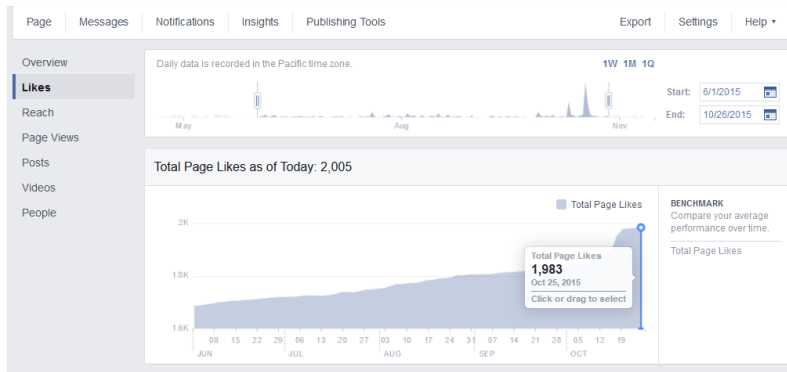 Page Messages Notifications Insights Publishing Tools Export Settings Help
Overview
Likes
Reach
Page Views
Posts
Videos
People
Daily data is recorded in the Pacific time zone.
1W 1M 1Q
Start: 6/1/2015
End: 10/26/2015
May Aug Nov
Total Page Likes as of Today: 2,005
Total Page Likes
2K
1.8K
1.6K
Total Page Likes
1,983
Oct 25, 2015
Click or drag to select
08 15 22 29 06 13 20 27 03 10 17 24 31 07 14 21 28 05 12 19
JUN JUL AUG SEP OCT
BENCHMARK
Compare your average
performance over time.
Total Page Likes